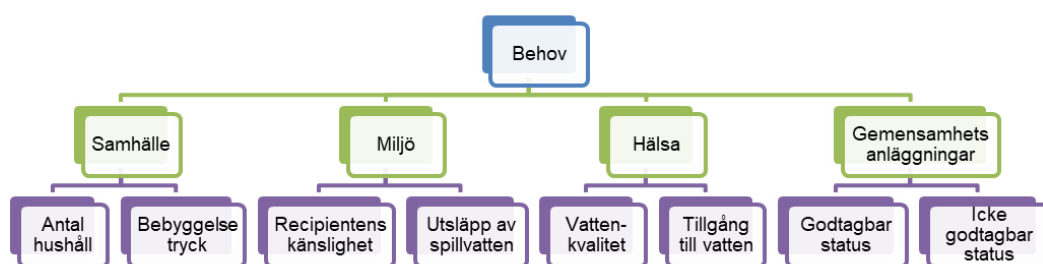 Behov
Samhälle
Miljö
Hälsa
Gemensamhets
anläggningar
Antal
hushåll
Bebyggelse
tryck
Recipientens
känslighet
Utsläpp av
spillvatten
Vatten-
kvalitet
Tillgång
till vatten
Godtagbar
status
Icke
godtagbar
status